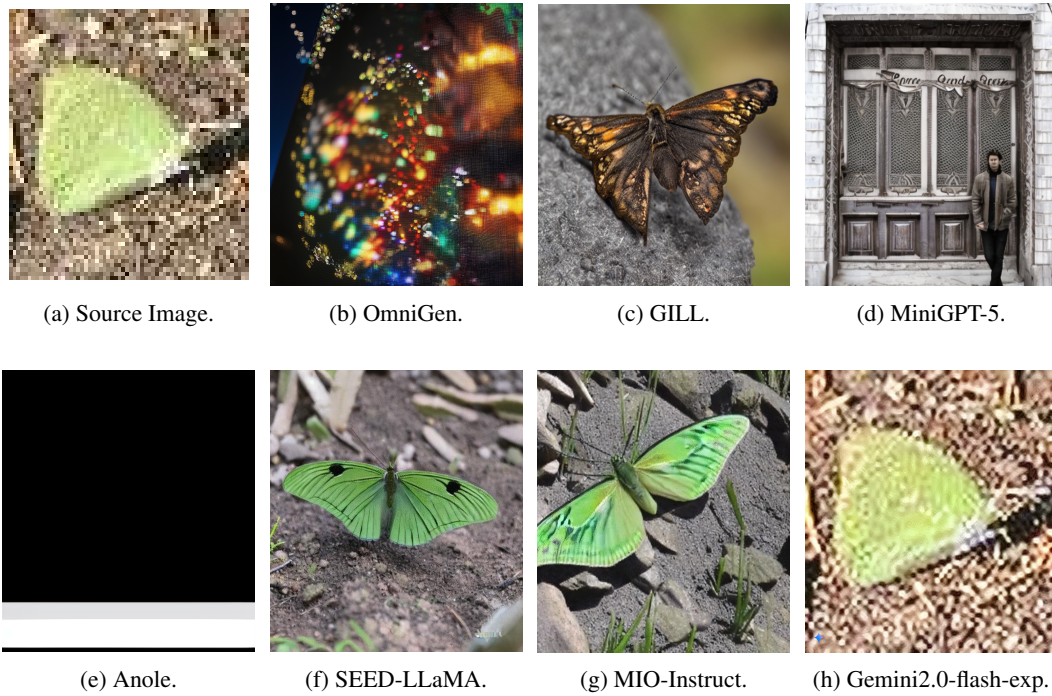 (a) Source Image.
(b) OmniGen.
(c) GILL.
(d) MiniGPT-5.
(e) Anole.
(f) SEED-LLaMA.
(g) MIO-Instruct.
(h) Gemini2.0-flash-exp.